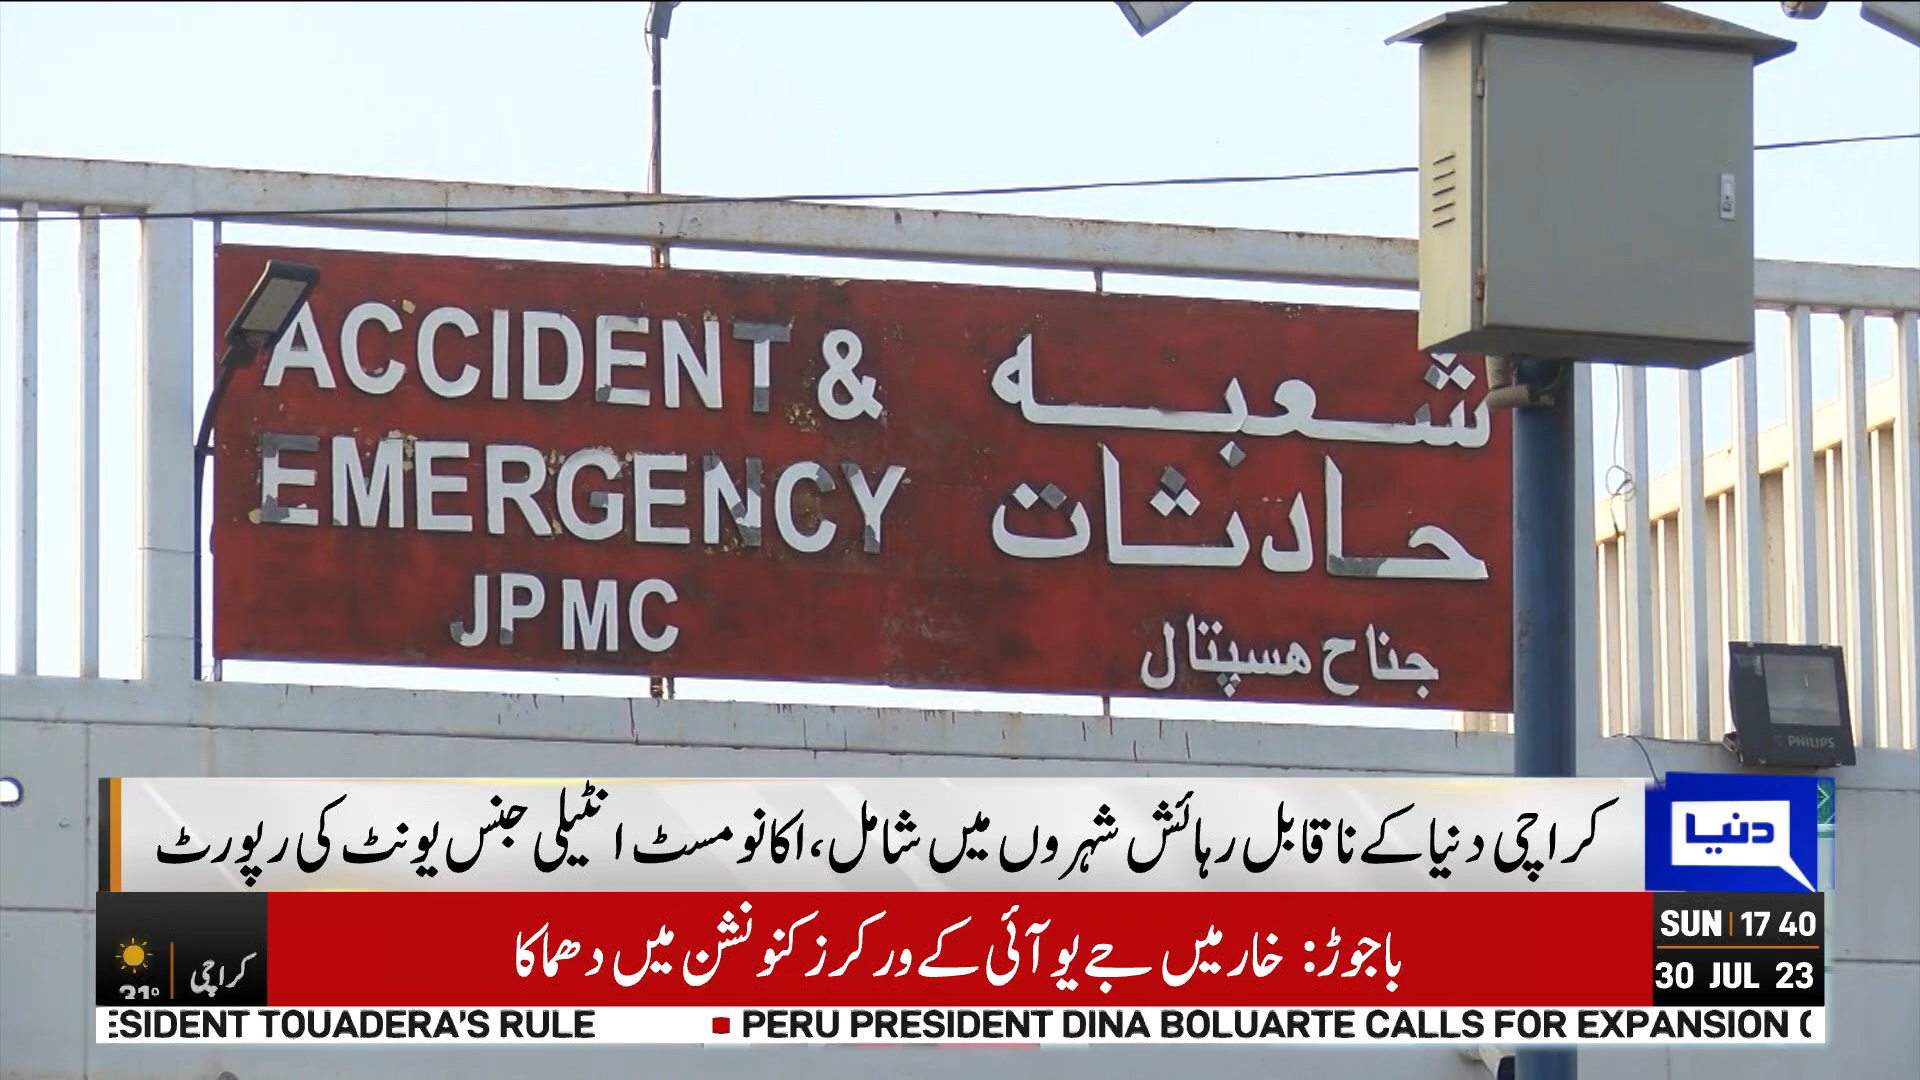 ACCIDENT &
EMERGENCY
JPMC
شعبہ
حادثات
جناح ھسپتال
PHILIPS
کراچی دنیا کے ناقابل رہائش شہروں میں شامل، اکانومسٹ انٹیلی جنس یونٹ کی رپورٹ
دنیا
باجوڑ: خار میں جے یو آئی کے ورکرز کنونشن میں دھماکا
SUN 17 40
30 JUL 23
کراچی
31°
TOUADERA'S RULE
PERU PRESIDENT DINA BOLUARTE CALLS FOR EXPANSION